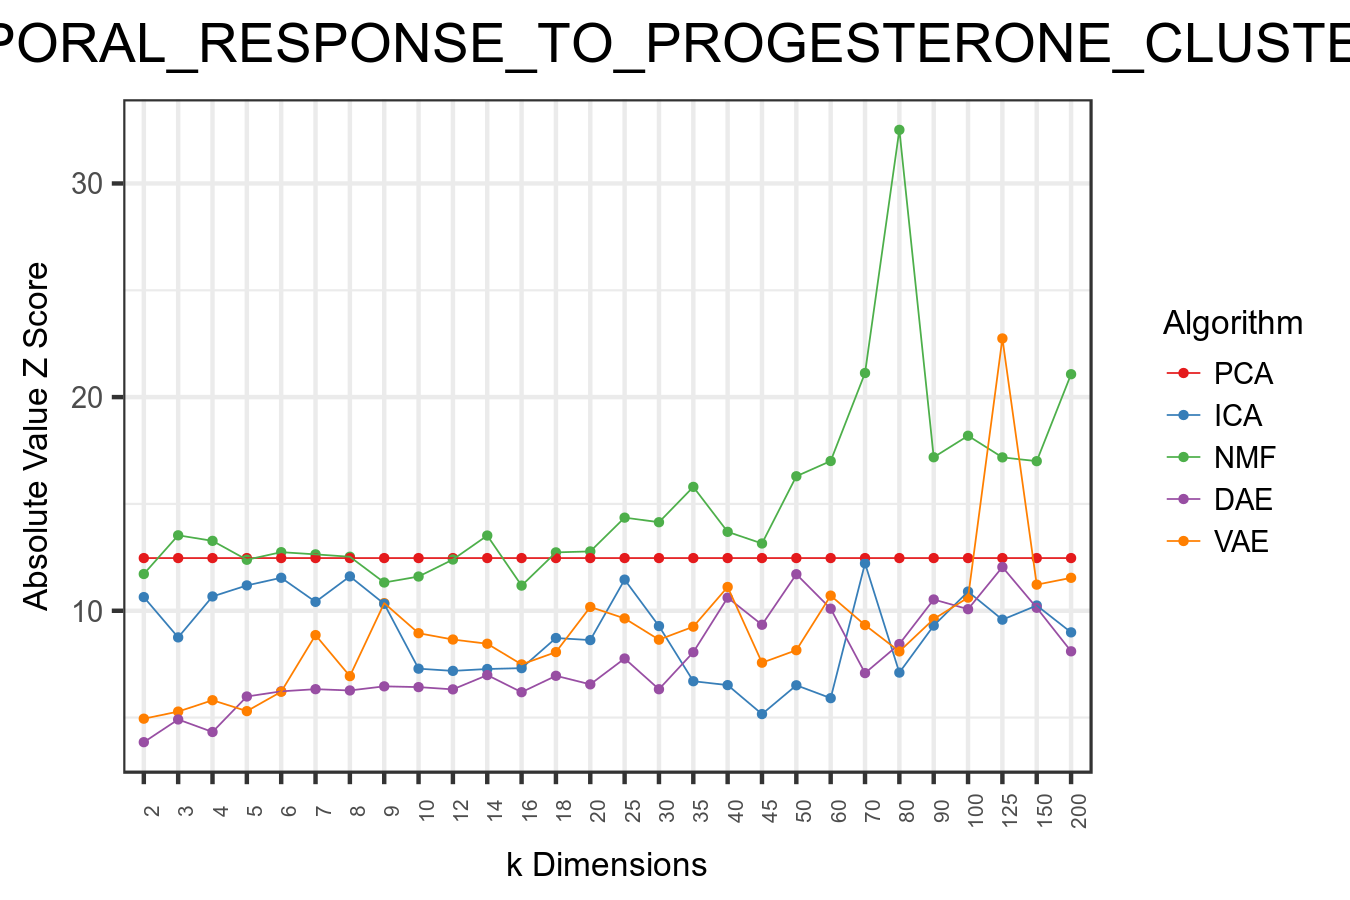 PORAL_RESPONSE_TO_PROGESTERONE_CLUSTE
30
20
10
Absolute Value Z Score
2 3 4 5 6 7 8 9 10 12 14 16 18 20 25 30 35 40 45 50 60 70 80 90 100 125 150 200
k Dimensions
Algorithm
PCA
ICA
NMF
DAE
VAE